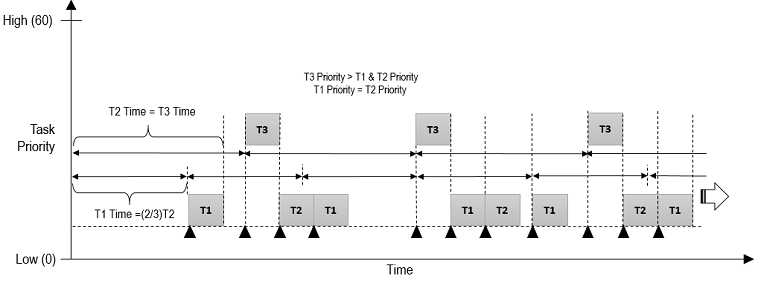 High (60)
T3 Priority > T1 & T2 Priority
T1 Priority = T2 Priority
T2 Time = T3 Time
Task
Priority
T3
T3
T3
T1 Time =(2/3)T2
T1
T2
T1
T1
T2
T1
T2
T1
Low (0)
Time